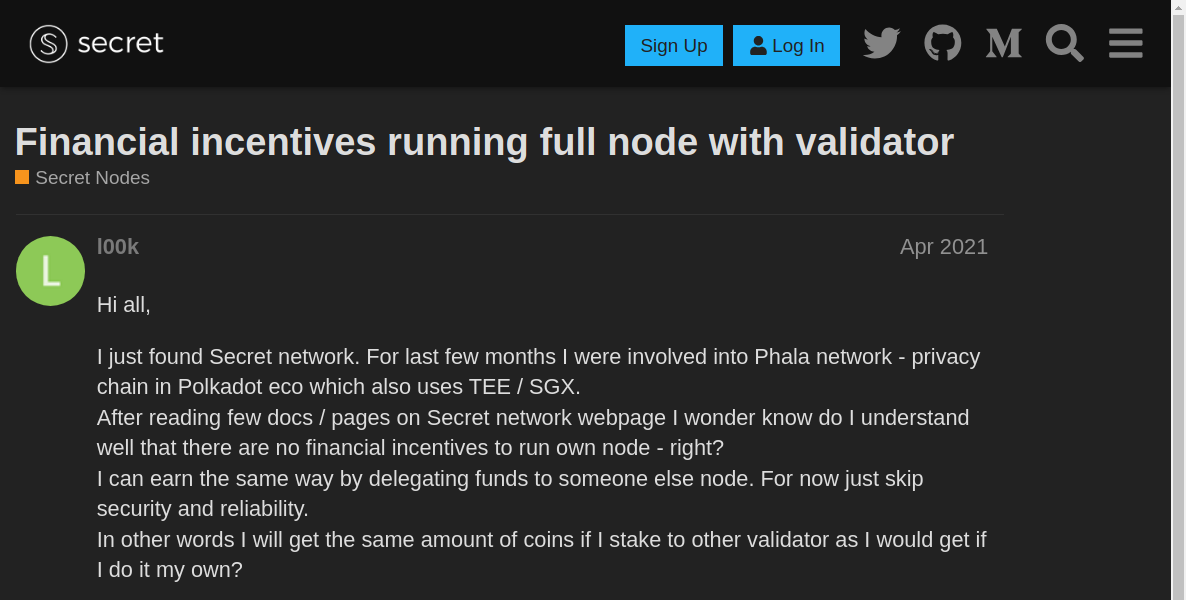 secret
Sign Up
Log In
Financial incentives running full node with validator
Secret Nodes
L
l00k
Apr 2021
Hi all,
I just found Secret network. For last few months I were involved into Phala network - privacy
chain in Polkadot eco which also uses TEE / SGX.
After reading few docs / pages on Secret network webpage I wonder know do I understand
well that there are no financial incentives to run own node - right?
I can earn the same way by delegating funds to someone else node. For now just skip
security and reliability.
In other words I will get the same amount of coins if I stake to other validator as I would get if
I do it my own?